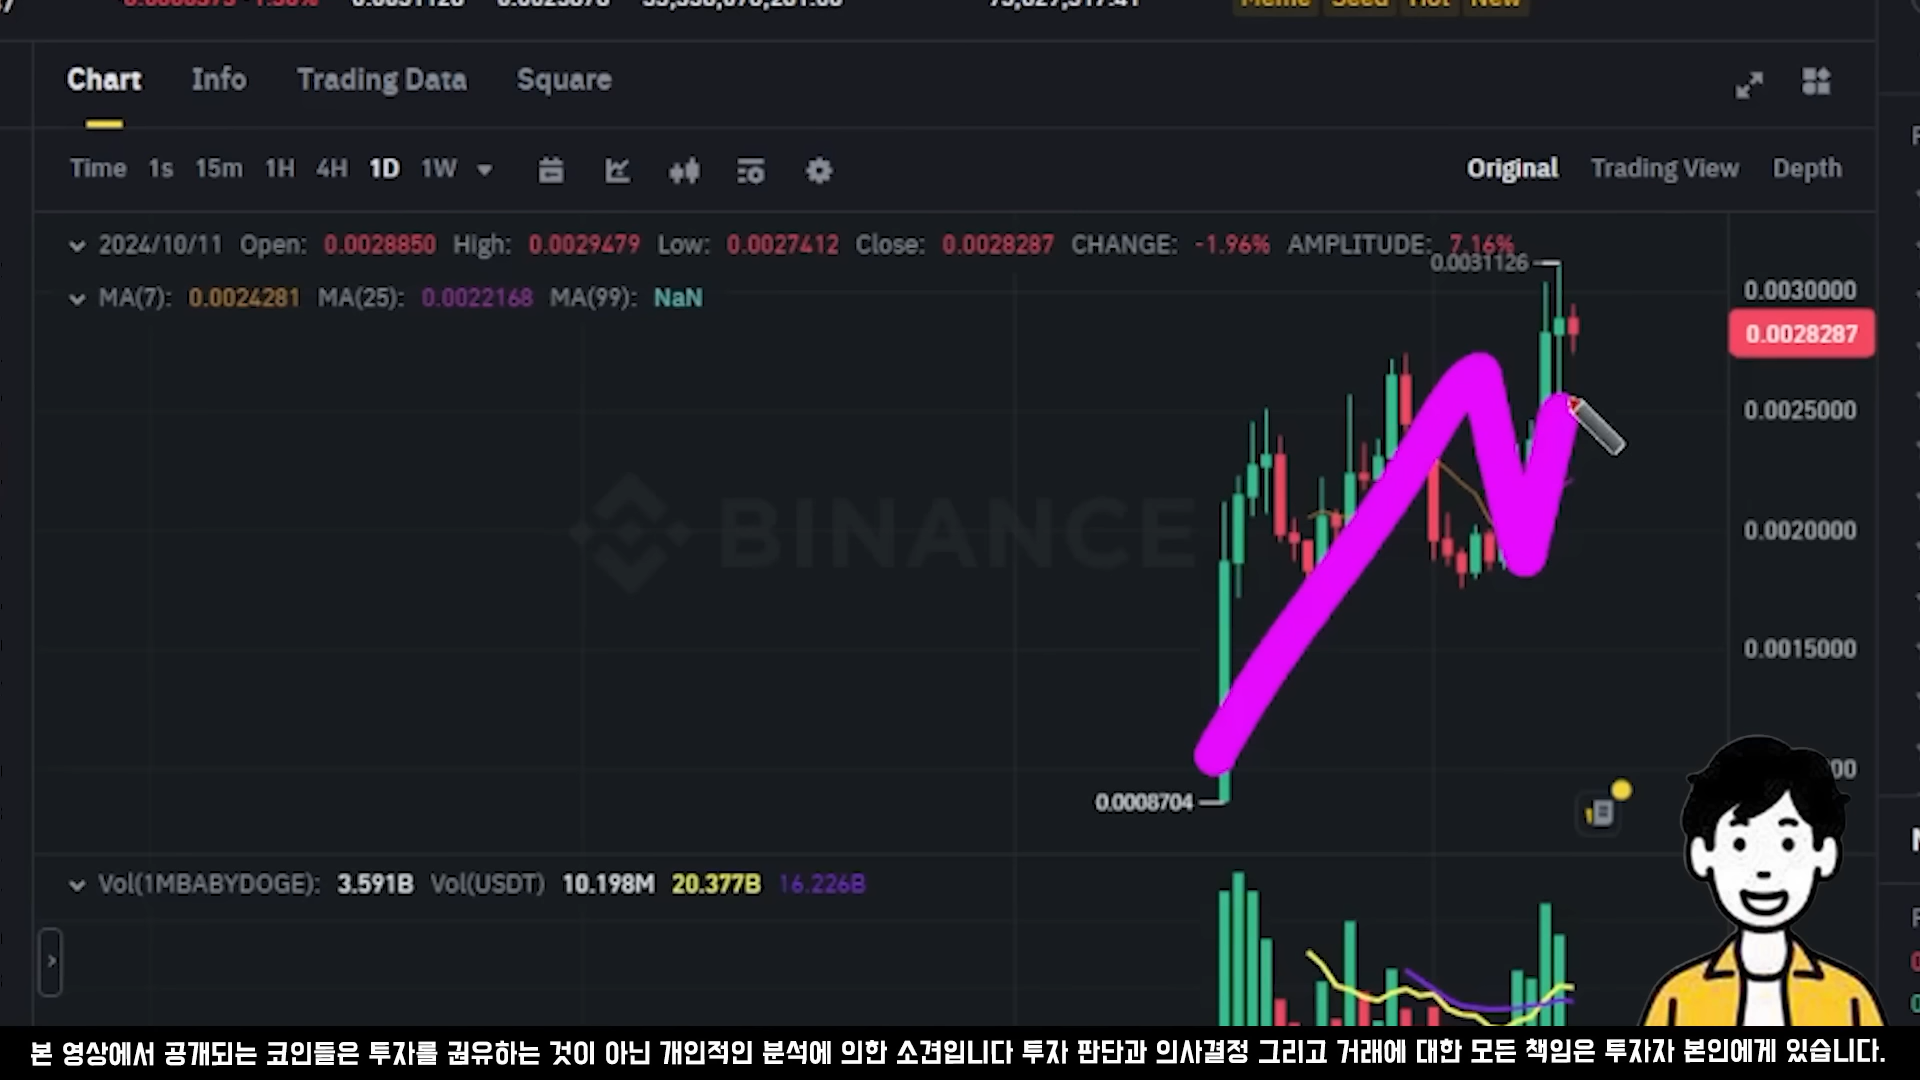 Chart Info Trading Data Square
Time 1s 15m 1H 4H 1D 1W Original Trading View Depth
2024/10/11 Open: 0.0028850 High: 0.0029479 Low: 0.0027412 Close: 0.0028287 CHANGE: -1.96% AMPLITUDE: 7.16%
0.0031126
MA(7): 0.0024281 MA(25): 0.0022168 MA(99): NaN
0.0030000
0.0028287
0.0025000
BINANCE
0.0020000
0.0015000
0.0008704
Vol(1MBABYDOGE): 3.591B Vol(USDT) 10.198M 20.377B 16.226B
본 영상에서 공개되는 코인들은 투자를 권유하는 것이 아닌 개인적인 분석에 의한 소견입니다 투자 판단과 의사결정 그리고 거래에 대한 모든 책임은 투자자 본인에게 있습니다.